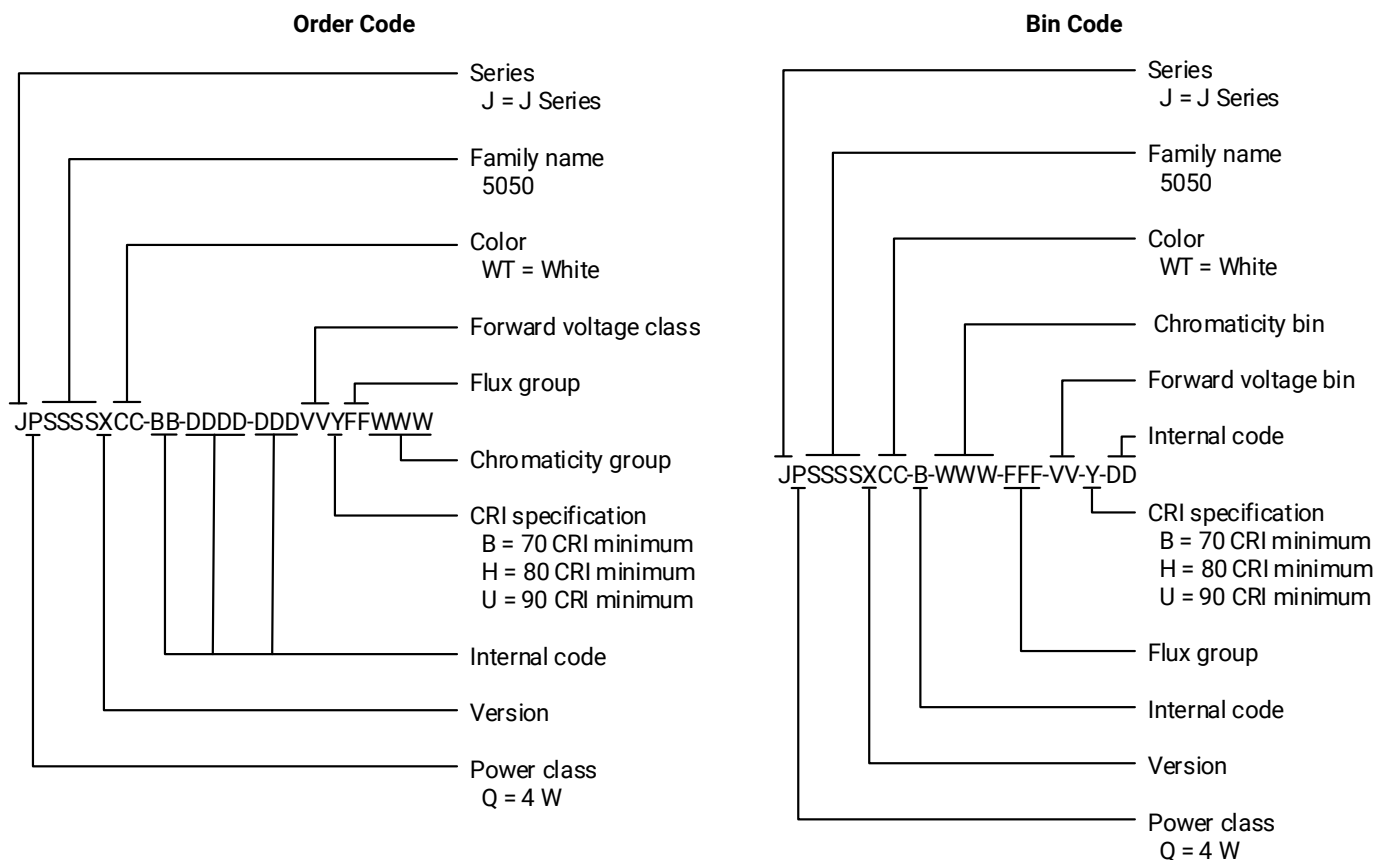 Order Code
Series
J = J Series
Family name
5050
Color
WT = White
Forward voltage class
Flux group
JPSSSSXCC-BB-DDDD-DDDVVYFFWWW
Chromaticity group
CRI specification
B = 70 CRI minimum
H = 80 CRI minimum
U = 90 CRI minimum
Internal code
Version
Power class
Q = 4 W
Bin Code
Series
J = J Series
Family name
5050
Color
WT = White
Chromaticity bin
Forward voltage bin
Internal code
JPSSSSXCC-B-WWW-FFF-VV-Y-DD
CRI specification
B = 70 CRI minimum
H = 80 CRI minimum
U = 90 CRI minimum
Flux group
Internal code
Version
Power class
Q = 4 W